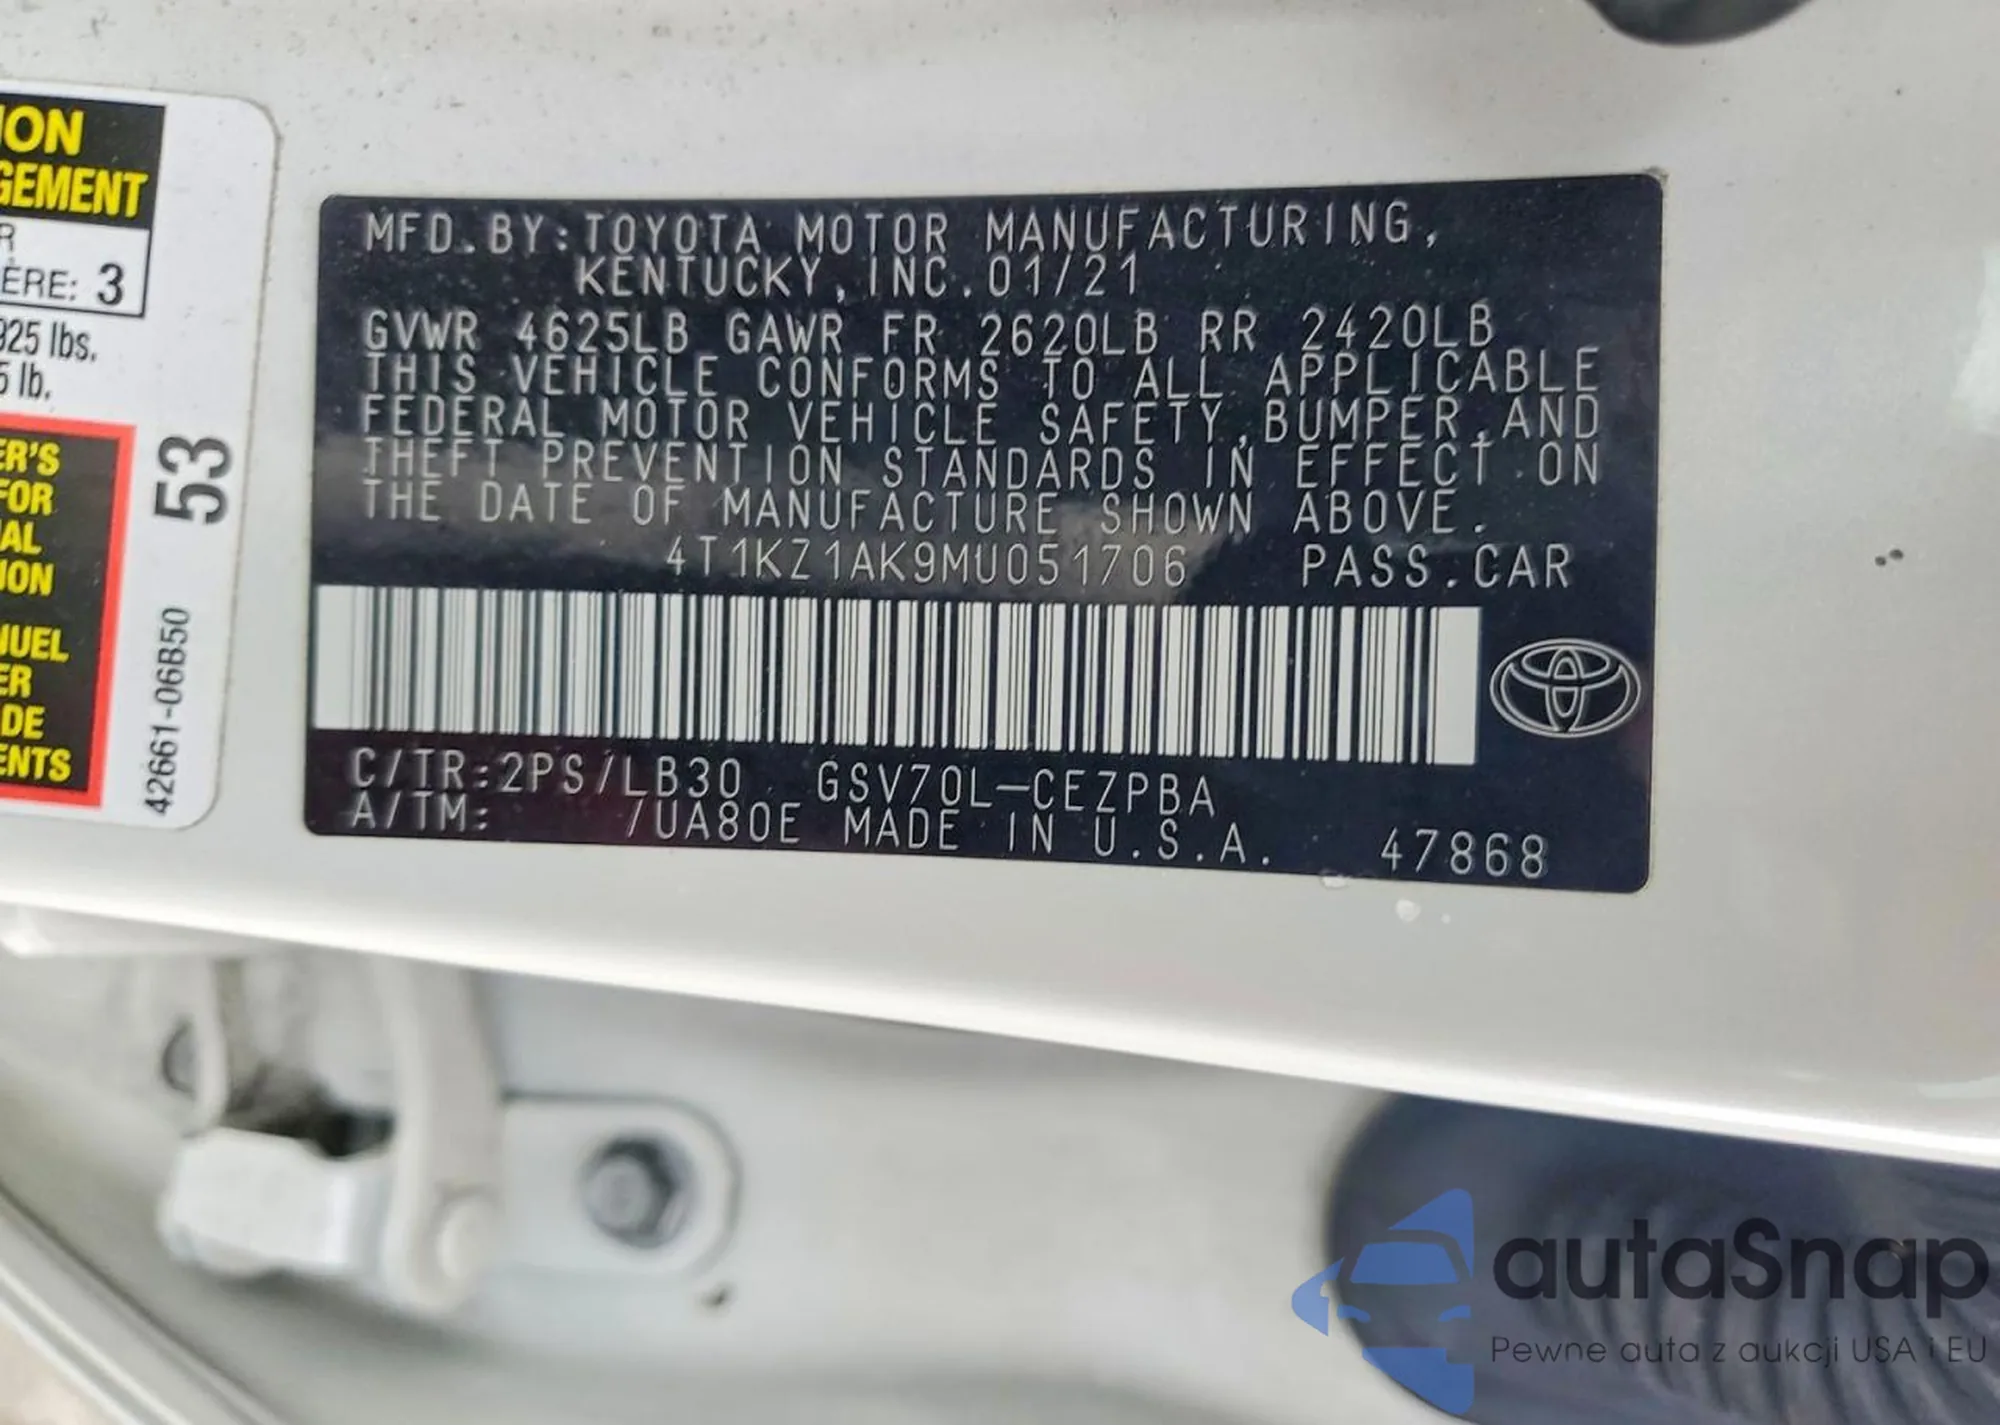 ION
GEMENT
R
ÈRE: 3
925 lbs.
5 lb.
ER'S
FOR
AL
ION
NUEL
ER
DE
ENTS
53
42661-06B50
MFD.BY:TOYOTA MOTOR MANUFACTURING,
KENTUCKY, INC.01/21
GVWR 4625LB GAWR FR 2620LB RR 2420LB
THIS VEHICLE CONFORMS TO ALL APPLICABLE
FEDERAL MOTOR VEHICLE SAFETY,BUMPER,AND
THEFT PREVENTION STANDARDS IN EFFECT ON
THE DATE OF MANUFACTURE SHOWN ABOVE.
4T1KZ1AK9MU051706 PASS.CAR
C/TR:2PS/LB30 GSV70L-CEZPBA
A/TM: /UA80E MADE IN U.S.A. 47868
autaSnap
Pewne auta z aukcji USA i EU